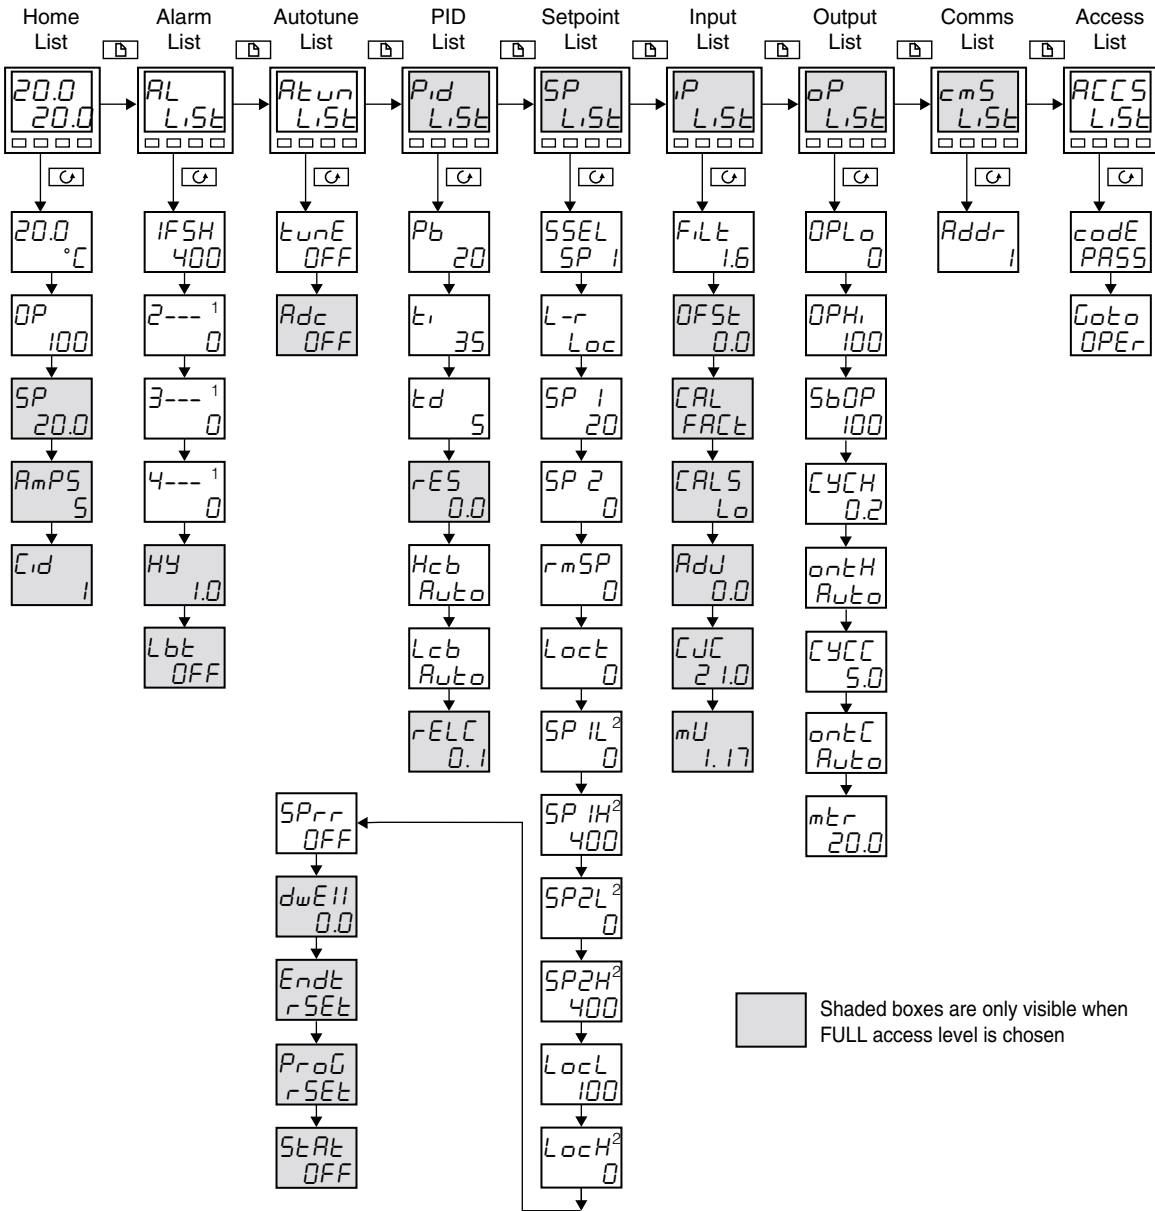 Home List
Alarm List
Autotune List
PID List
Setpoint List
Input List
Output List
Comms List
Access List
20.0
20.0
AL
LiSt
Atun
LiSt
Pid
LiSt
SP
LiSt
iP
LiSt
oP
LiSt
cmS
LiSt
ACCS
LiSt
20.0
°C
OP
100
SP
20.0
AmPS
5
Cid
1
1FSH
400
2--- 1
0
3--- 1
0
4--- 1
0
HY
1.0
Lbt
OFF
tunE
OFF
Adc
OFF
Pb
20
ti
35
td
5
rES
0.0
Hcb
Auto
Lcb
Auto
rELC
0.1
SSEL
SP 1
L-r
Loc
SP 1
20
SP 2
0
rmSP
0
Loct
0
SP 1L 2
0
SP 1H 2
400
SP2L 2
0
SP2H 2
400
LocL
100
LocH 2
0
SPrr
OFF
dwEll
0.0
Endt
rSEt
ProG
rSEt
StAt
OFF
FiLt
1.6
OFSt
0.0
CAL
FACt
CALS
Lo
AdJ
0.0
CJC
21.0
mU
1.17
OPLo
0
OPHi
100
SbOP
100
CYCH
0.2
ontH
Auto
CYCC
5.0
ontC
Auto
mtr
20.0
Addr
1
codE
PASS
Goto
OPEr
Shaded boxes are only visible when
FULL access level is chosen